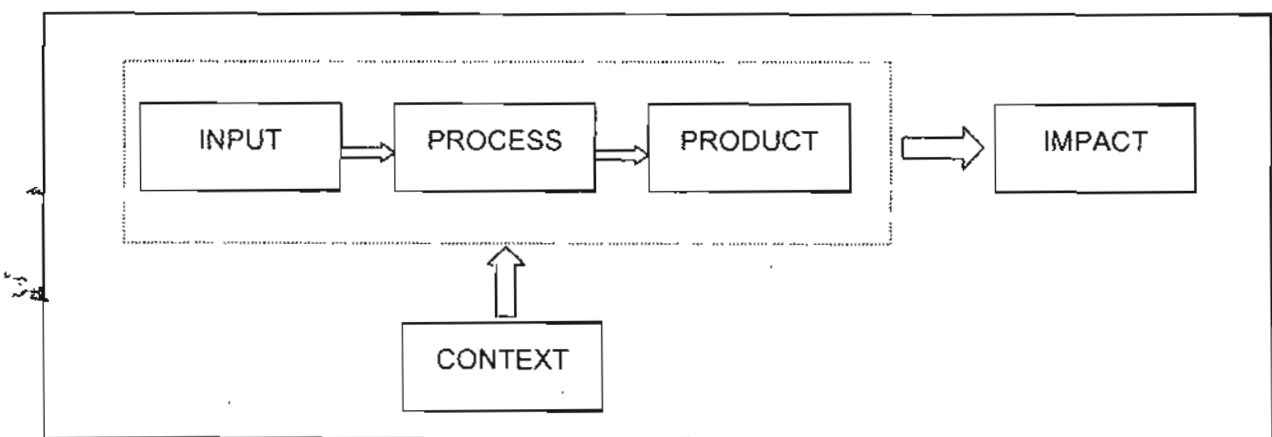 INPUT
PROCESS
PRODUCT
IMPACT
CONTEXT